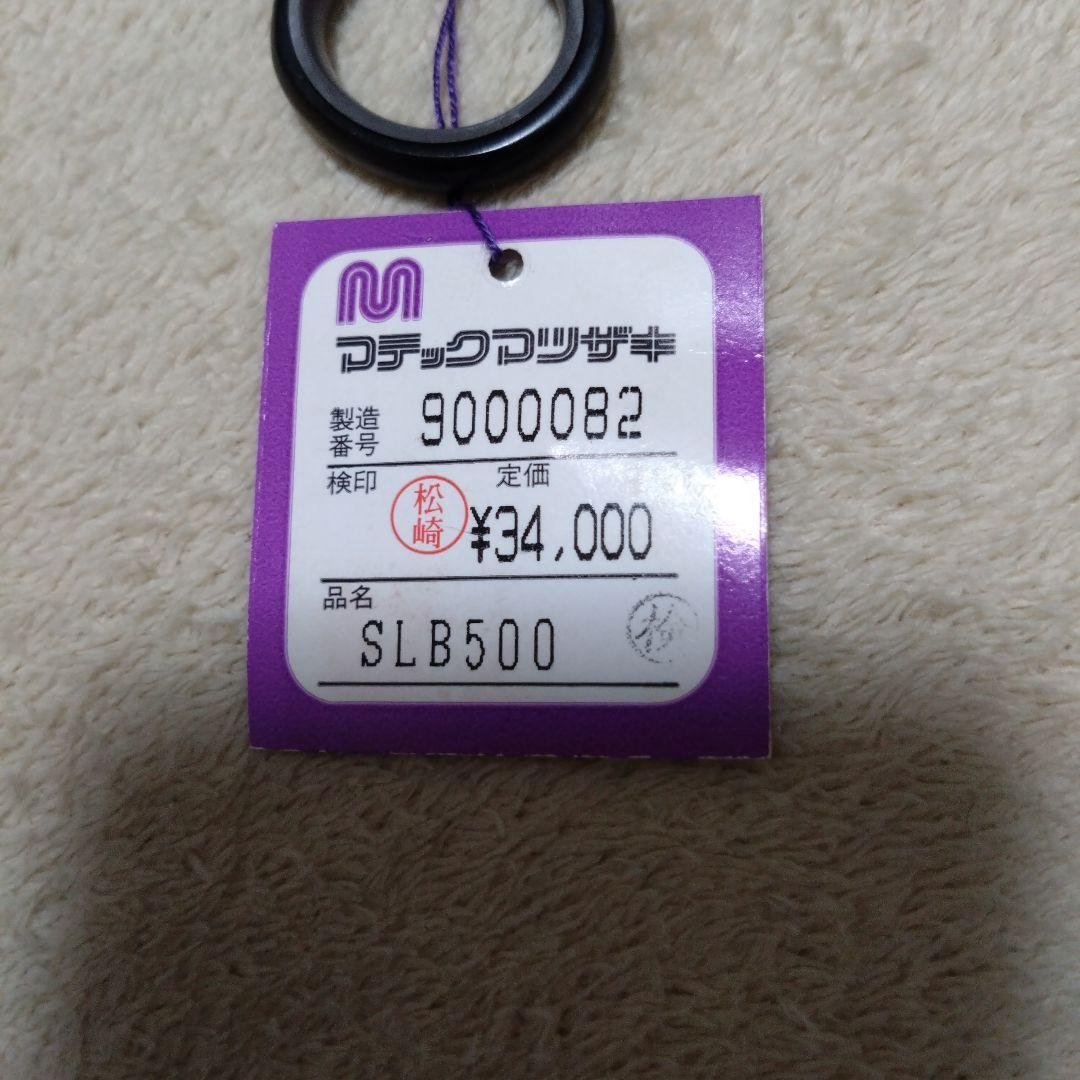 M
マテックマツザキ
製造番号 9000082
検印 松崎 定価
¥34,000
品名
SLB500